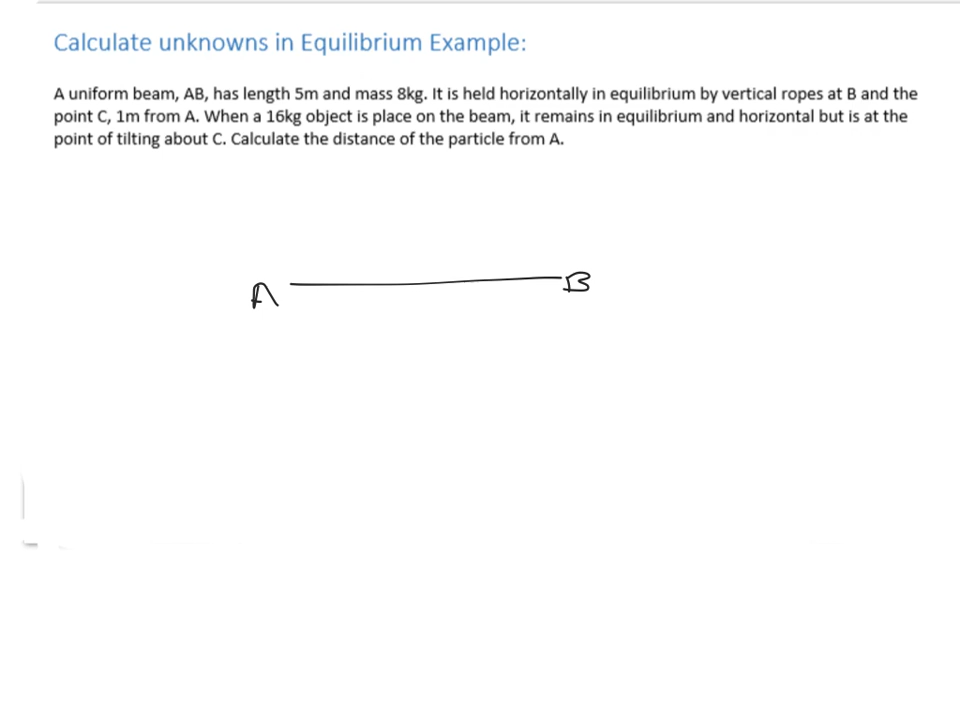 Calculate unknowns in Equilibrium Example:
A uniform beam, AB, has length 5m and mass 8kg. It is held horizontally in equilibrium by vertical ropes at B and the
point C, 1m from A. When a 16kg object is place on the beam, it remains in equilibrium and horizontal but is at the
point of tilting about C. Calculate the distance of the particle from A.
A B